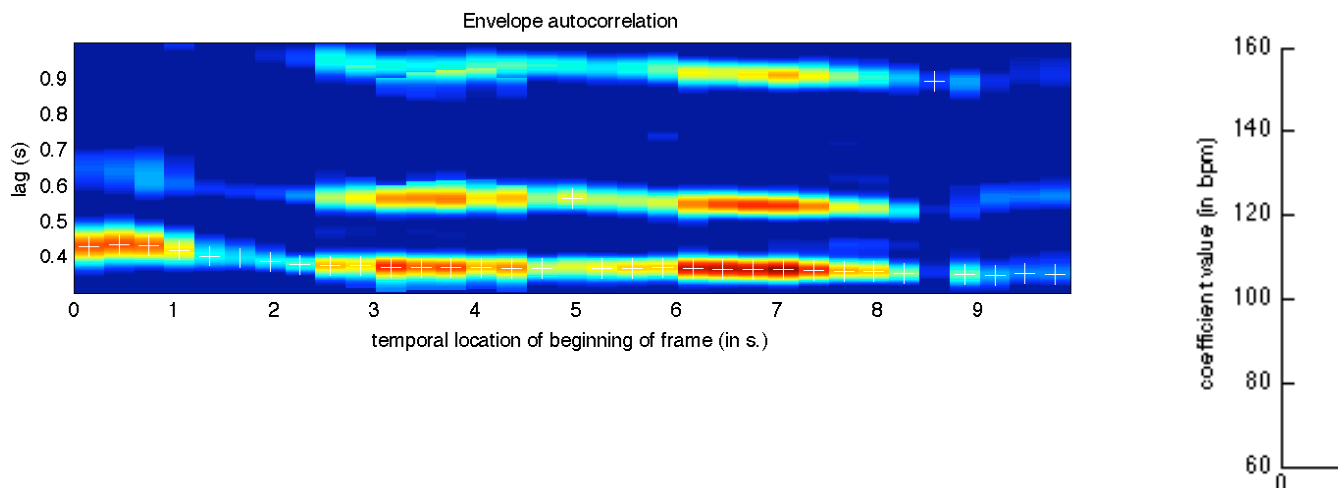 Envelope autocorrelation
lag (s)
0.9
0.8
0.7
0.6
0.5
0.4
0 1 2 3 4 5 6 7 8 9
temporal location of beginning of frame (in s.)
coefficient value (in bpm)
160
140
120
100
80
60
0